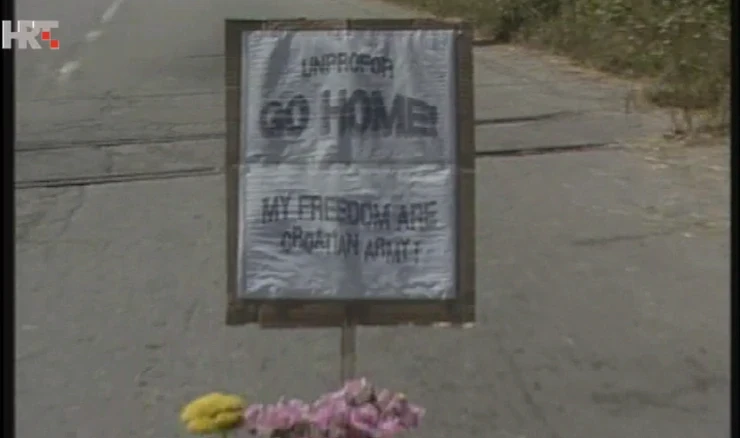 HRT
UNPROFOR
GO HOME!
MY FREEDOM ARE
CROATIAN ARMY!